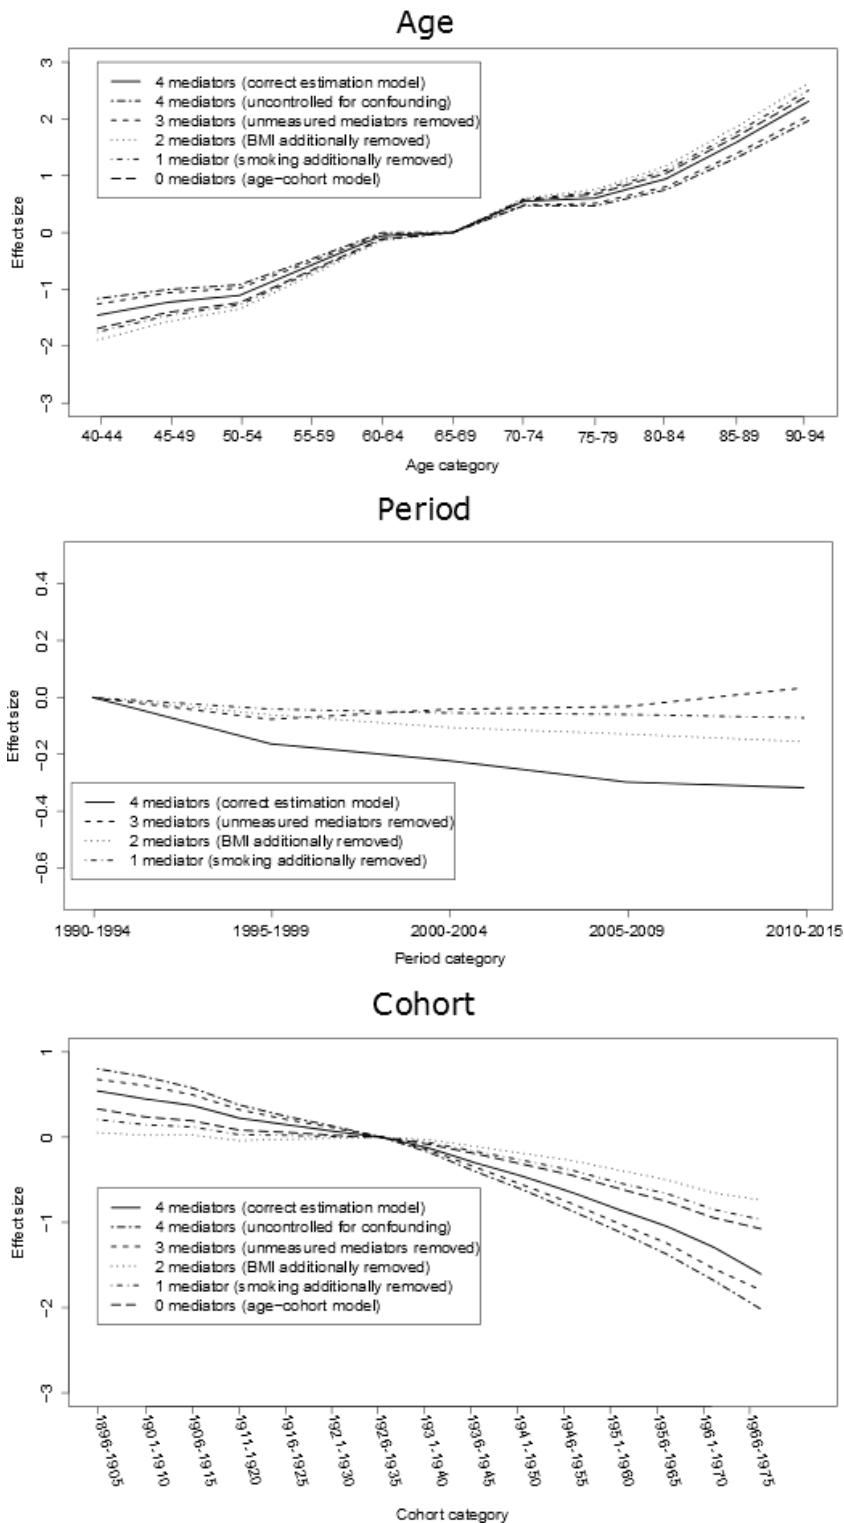 Age
3
2
1
0
−1
−2
−3
Effect size
4 mediators (correct estimation model)
4 mediators (uncontrolled for confounding)
3 mediators (unmeasured mediators removed)
2 mediators (BMI additionally removed)
1 mediator (smoking additionally removed)
0 mediators (age−cohort model)
40-44 45-49 50-54 55-59 60-64 65-69 70-74 75-79 80-84 85-89 90-94
Age category
Period
0.4
0.2
0.0
−0.2
−0.4
−0.6
Effect size
4 mediators (correct estimation model)
3 mediators (unmeasured mediators removed)
2 mediators (BMI additionally removed)
1 mediator (smoking additionally removed)
1990-1994 1995-1999 2000-2004 2005-2009 2010-2015
Period category
Cohort
1
0
−1
−2
−3
Effect size
4 mediators (correct estimation model)
4 mediators (uncontrolled for confounding)
3 mediators (unmeasured mediators removed)
2 mediators (BMI additionally removed)
1 mediator (smoking additionally removed)
0 mediators (age−cohort model)
1896-1905 1901-1910 1906-1915 1911-1920 1916-1925 1921-1930 1926-1935 1931-1940 1936-1945 1941-1950 1946-1955 1951-1960 1956-1965 1961-1970 1966-1975
Cohort category